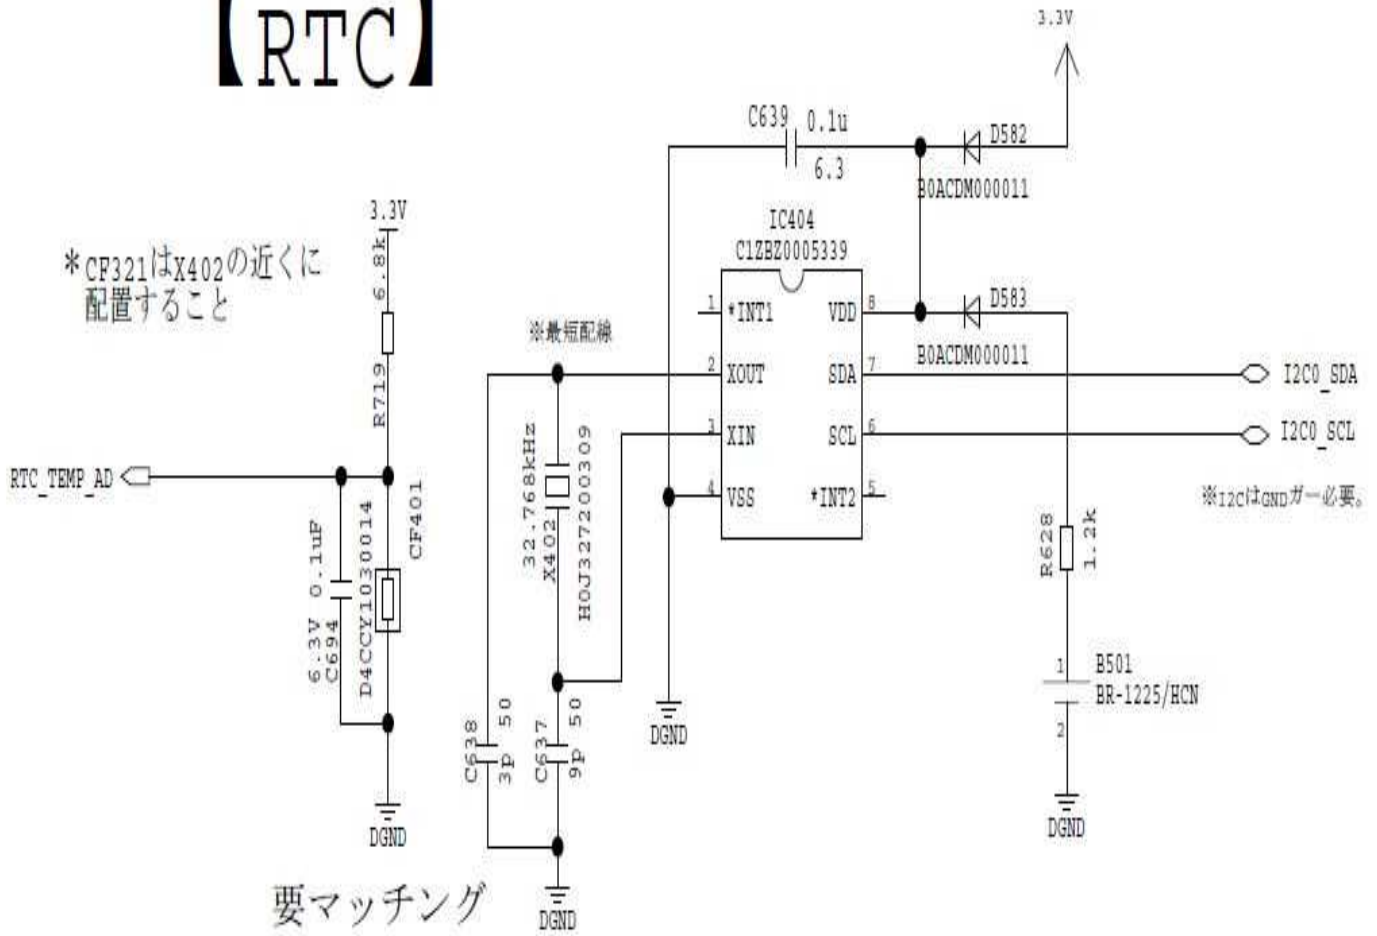 【RTC】
3.3V
C639 0.1u
6.3
D582
B0ACDM000011
IC404
C1ZBZ0005339
3.3V
6.8k
R719
*CF321はX402の近くに
配置すること
※最短配線
1 *INT1 VDD 8
2 XOUT SDA 7
3 XIN SCL 6
4 VSS *INT2 5
D583
B0ACDM000011
I2C0_SDA
I2C0_SCL
※I2CはGNDガー必要。
RTC_TEMP_AD
6.3V 0.1uF
C694
D4CCY1030014
CF401
32.768kHz
X402
H0J327200309
R628
1.2k
1
B501
BR-1225/HCN
2
DGND
C638
3p 50
C637
9p 50
DGND
DGND
DGND
要マッチング